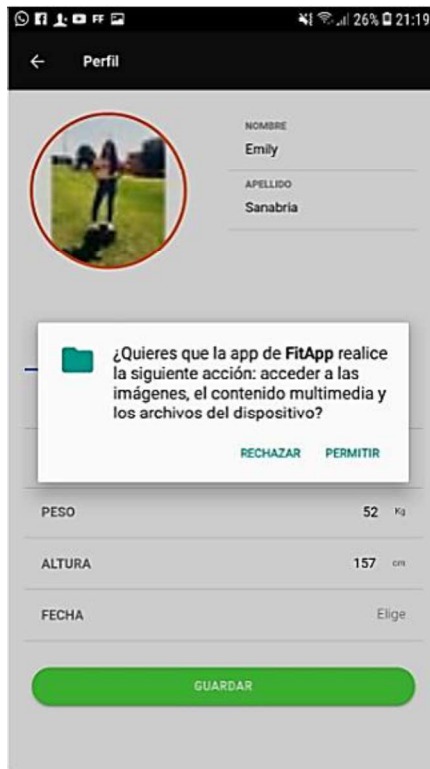 26% 21:19
Perfil
NOMBRE
Emily
APELLIDO
Sanabria
¿Quieres que la app de FitApp realice
la siguiente acción: acceder a las
imágenes, el contenido multimedia y
los archivos del dispositivo?
RECHAZAR PERMITIR
PESO 52 Kg
ALTURA 157 cm
FECHA Elige
GUARDAR